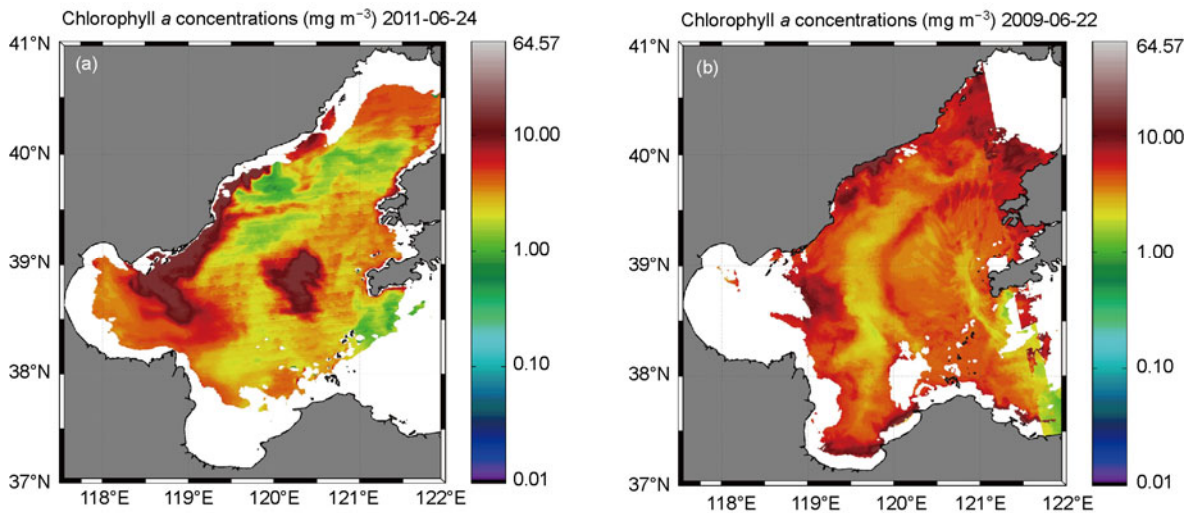 Chlorophyll a concentrations (mg m⁻³) 2011-06-24
(a)
41°N
40°N
39°N
38°N
37°N
118°E 119°E 120°E 121°E 122°E
64.57
10.00
1.00
0.10
0.01
Chlorophyll a concentrations (mg m⁻³) 2009-06-22
(b)
41°N
40°N
39°N
38°N
37°N
118°E 119°E 120°E 121°E 122°E
64.57
10.00
1.00
0.10
0.01